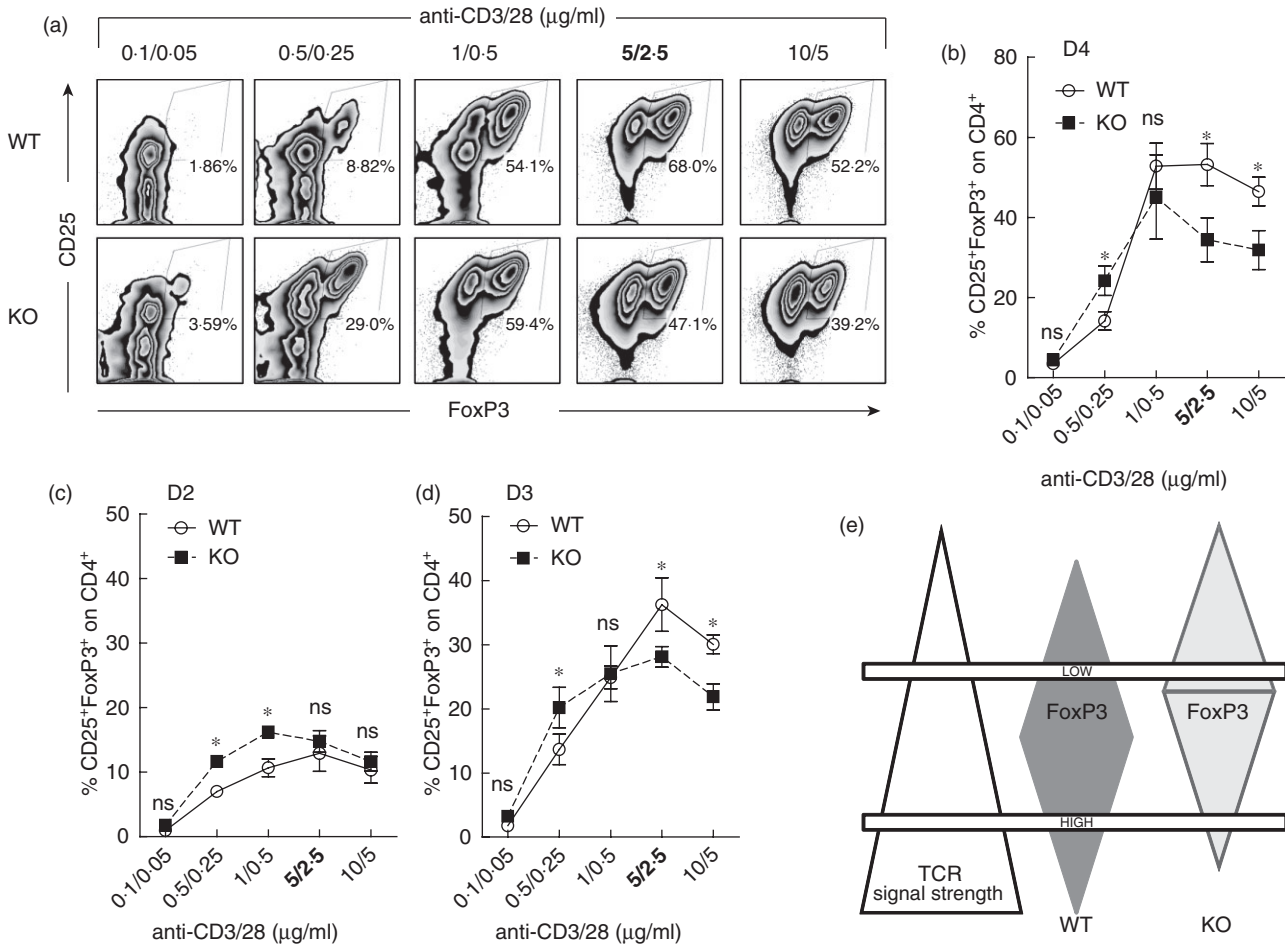 (a)
anti-CD3/28 (μg/ml)
0·1/0·05 0·5/0·25 1/0·5 5/2·5 10/5
WT
1·86% 8·82% 54·1% 68·0% 52·2%
CD25
KO
3·59% 29·0% 59·4% 47·1% 39·2%
FoxP3
(b) D4
WT
KO
% CD25⁺FoxP3⁺ on CD4⁺
80
60
40
20
0
ns * ns * *
0·1/0·05 0·5/0·25 1/0·5 5/2·5 10/5
anti-CD3/28 (μg/ml)
(c) D2
WT
KO
% CD25⁺FoxP3⁺ on CD4⁺
50
40
30
20
10
0
ns * * ns ns
0·1/0·05 0·5/0·25 1/0·5 5/2·5 10/5
anti-CD3/28 (μg/ml)
(d) D3
WT
KO
% CD25⁺FoxP3⁺ on CD4⁺
50
40
30
20
10
0
ns * ns * *
0·1/0·05 0·5/0·25 1/0·5 5/2·5 10/5
anti-CD3/28 (μg/ml)
(e)
LOW
FoxP3 FoxP3
HIGH
TCR
signal strength
WT KO